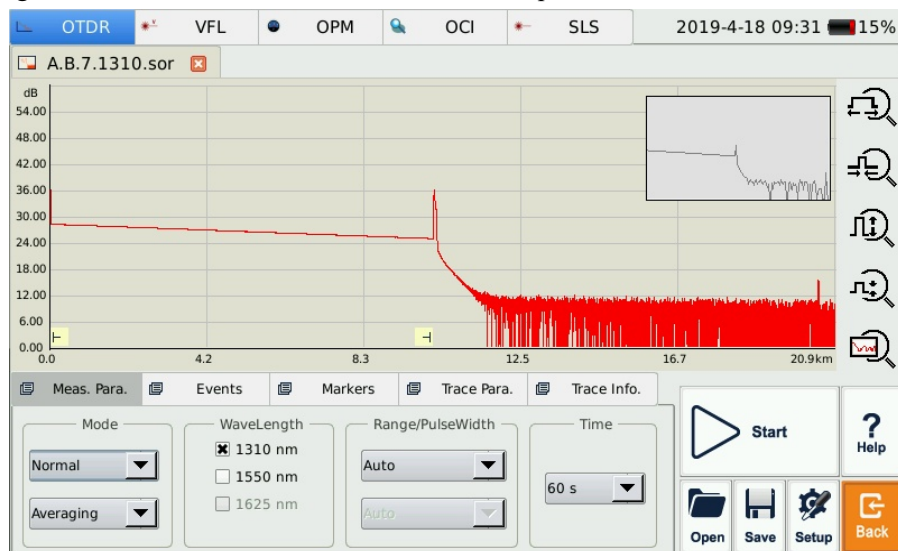 OTDR VFL OPM OCI SLS 2019-4-18 09:31 15%
A.B.7.1310.sor
dB
54.00
48.00
42.00
36.00
30.00
24.00
18.00
12.00
6.00
0.00
0.0 4.2 8.3 12.5 16.7 20.9km
Meas. Para. Events Markers Trace Para. Trace Info.
Mode WaveLength Range/PulseWidth Time
Normal
Averaging
1310 nm
1550 nm
1625 nm
Auto
Auto
60 s
Start
? Help
Open Save Setup Back